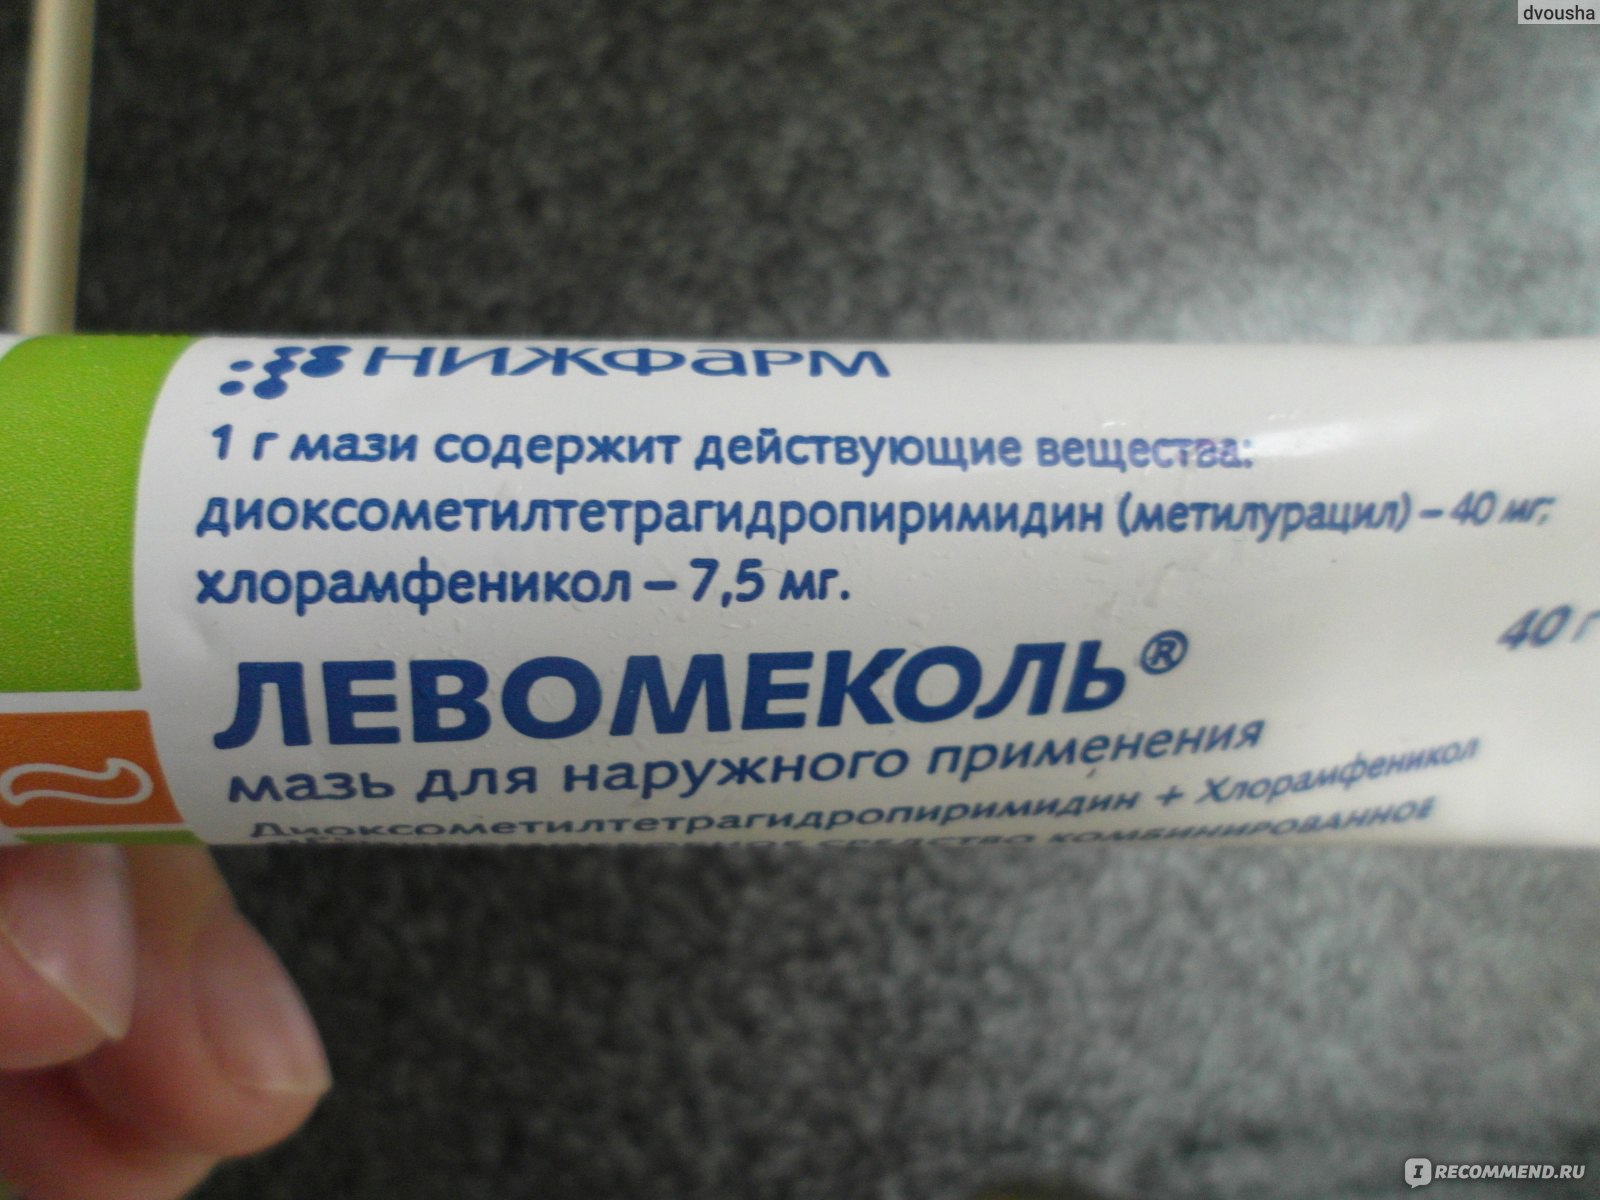 dvousha
НИЖФАРМ
1 г мази содержит действующие вещества:
диоксометилтетрагидропиримидин (метилурацил) – 40 мг;
хлорамфеникол – 7,5 мг.
40 г
ЛЕВОМЕКОЛЬ®
мазь для наружного применения
Диоксометилтетрагидропиримидин + Хлорамфеникол
средство комбинированное
IRECOMMEND.RU